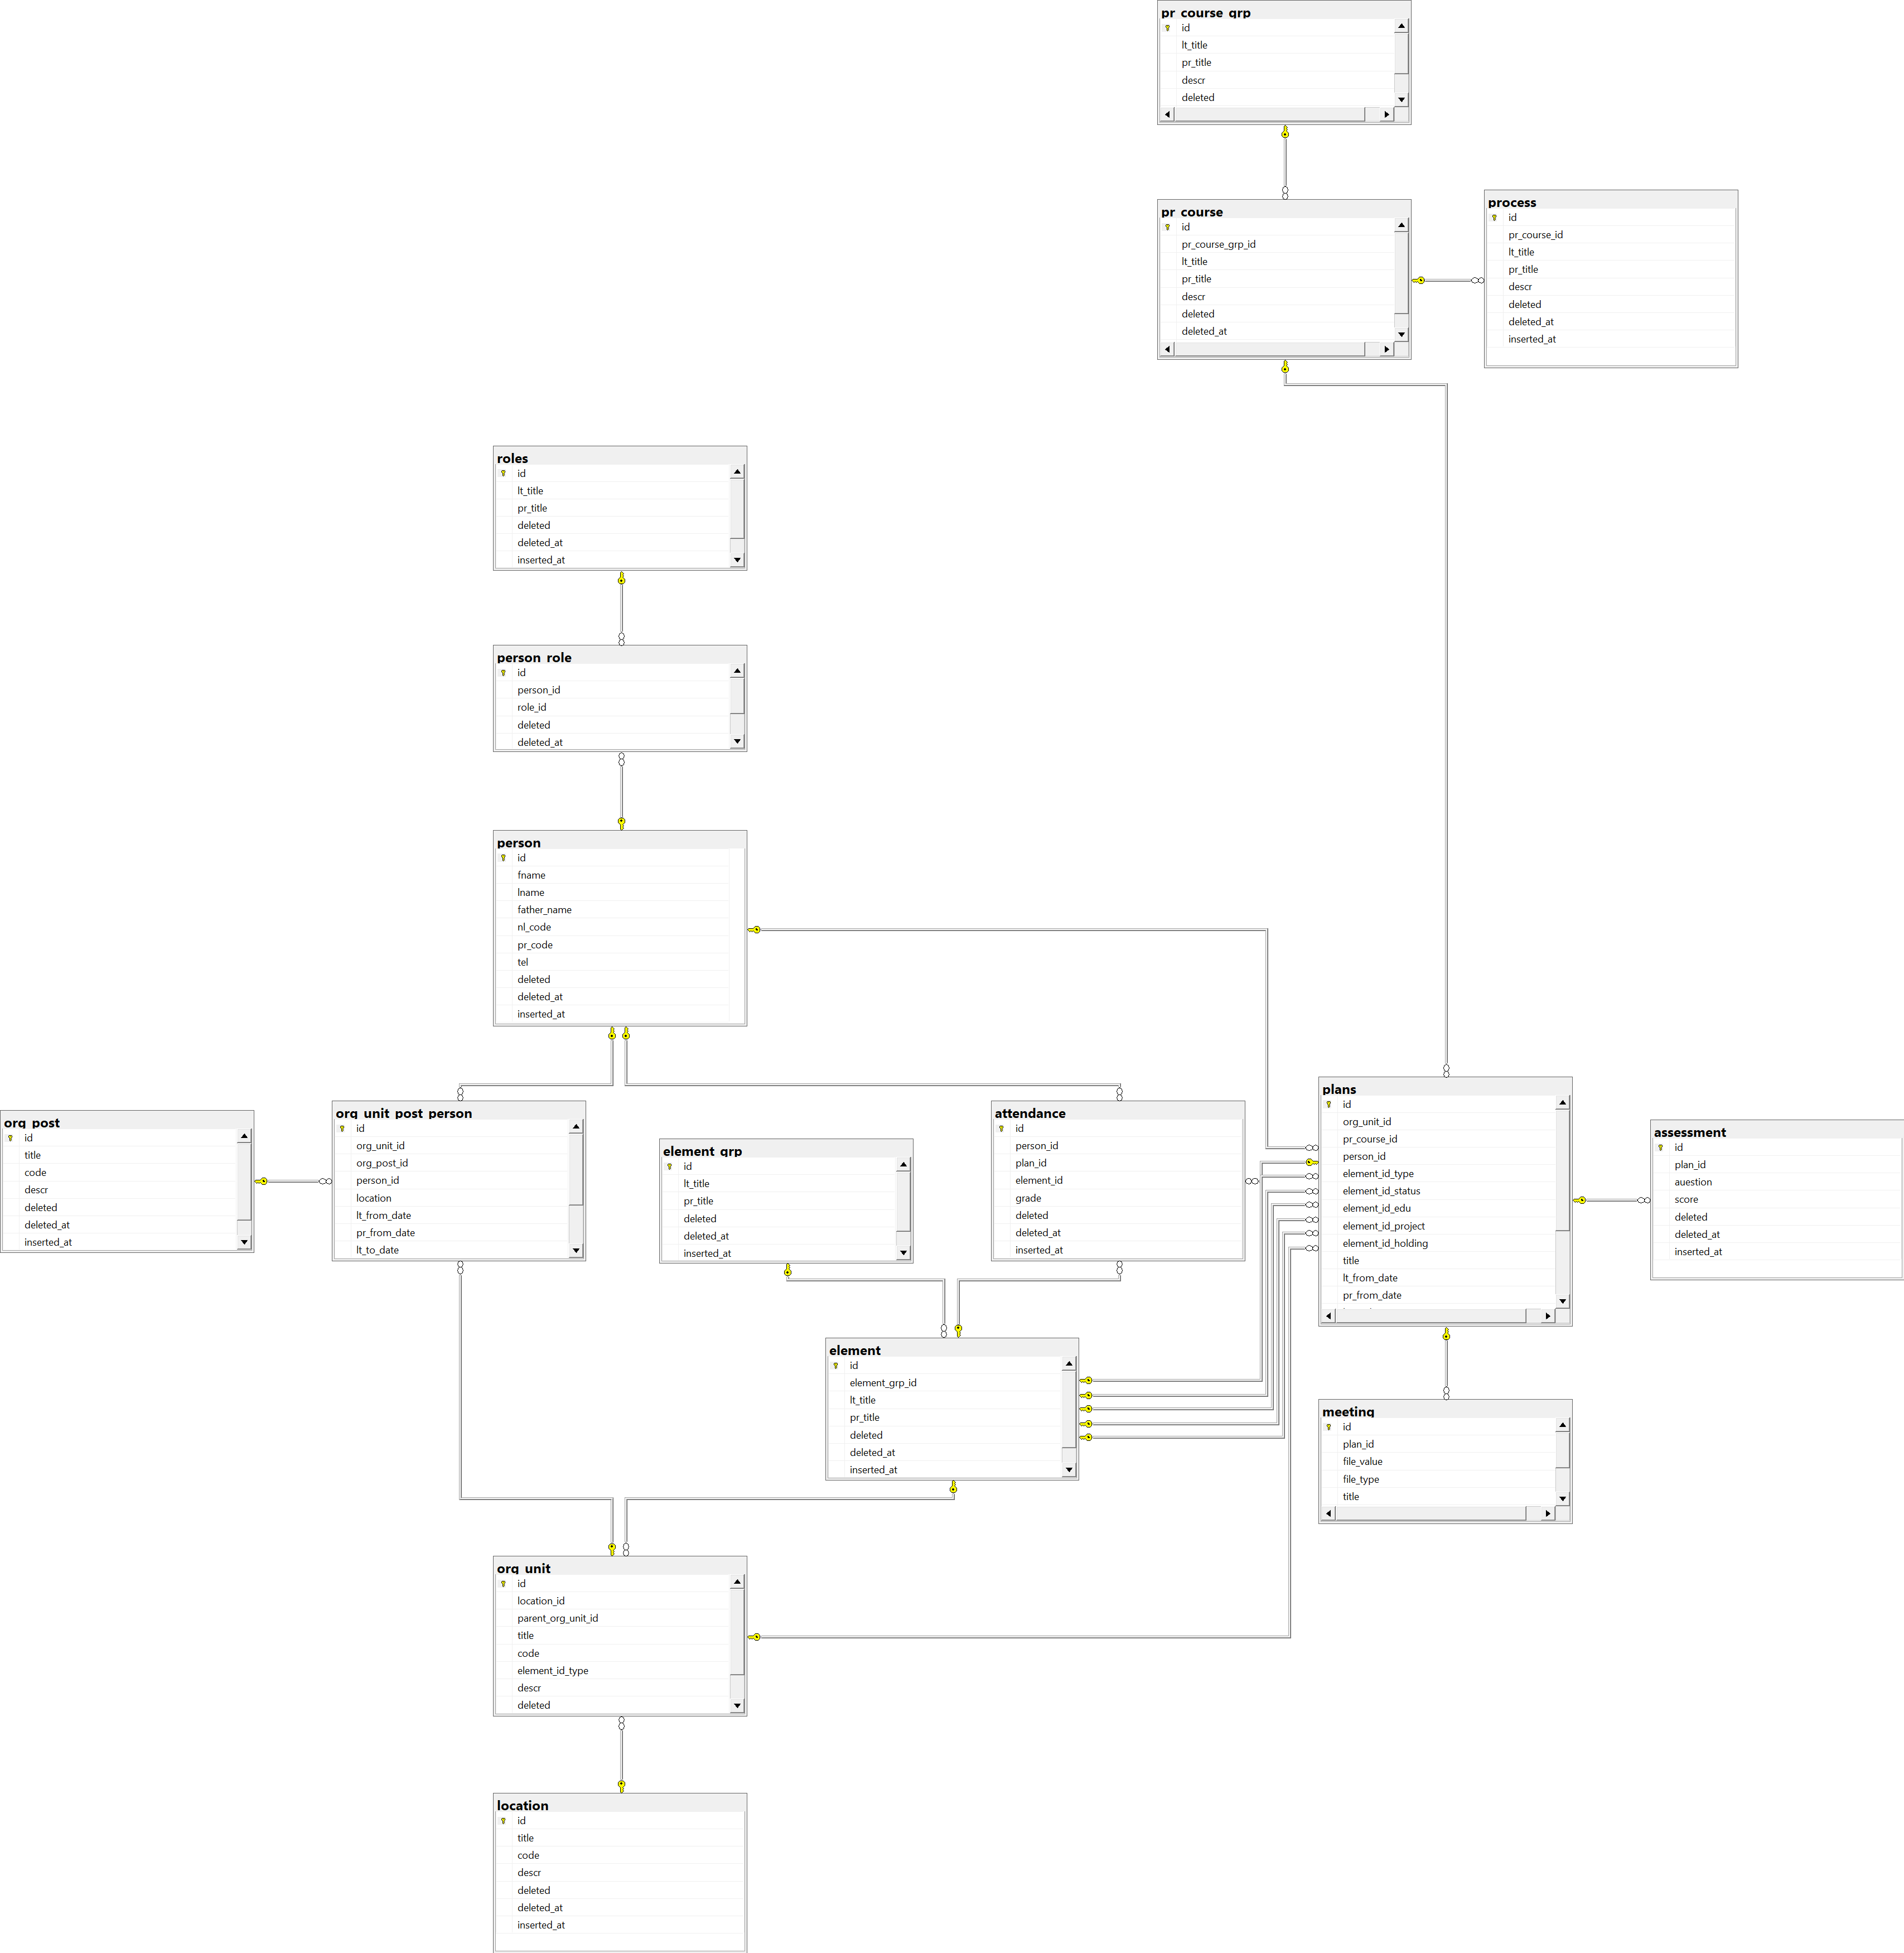 pr_course_grp
id
lt_title
pr_title
descr
deleted
pr_course
id
pr_course_grp_id
lt_title
pr_title
descr
deleted
deleted_at
process
id
pr_course_id
lt_title
pr_title
descr
deleted
deleted_at
inserted_at
roles
id
lt_title
pr_title
deleted
deleted_at
inserted_at
person_role
id
person_id
role_id
deleted
deleted_at
person
id
fname
lname
father_name
nl_code
pr_code
tel
deleted
deleted_at
inserted_at
org_post
id
title
code
descr
deleted
deleted_at
inserted_at
org_unit_post_person
id
org_unit_id
org_post_id
person_id
location
lt_from_date
pr_from_date
lt_to_date
element_grp
id
lt_title
pr_title
deleted
deleted_at
inserted_at
attendance
id
person_id
plan_id
element_id
grade
deleted
deleted_at
inserted_at
plans
id
org_unit_id
pr_course_id
person_id
element_id_type
element_id_status
element_id_edu
element_id_project
element_id_holding
title
lt_from_date
pr_from_date
assessment
id
plan_id
auestion
score
deleted
deleted_at
inserted_at
element
id
element_grp_id
lt_title
pr_title
deleted
deleted_at
inserted_at
meeting
id
plan_id
file_value
file_type
title
org_unit
id
location_id
parent_org_unit_id
title
code
element_id_type
descr
deleted
location
id
title
code
descr
deleted
deleted_at
inserted_at